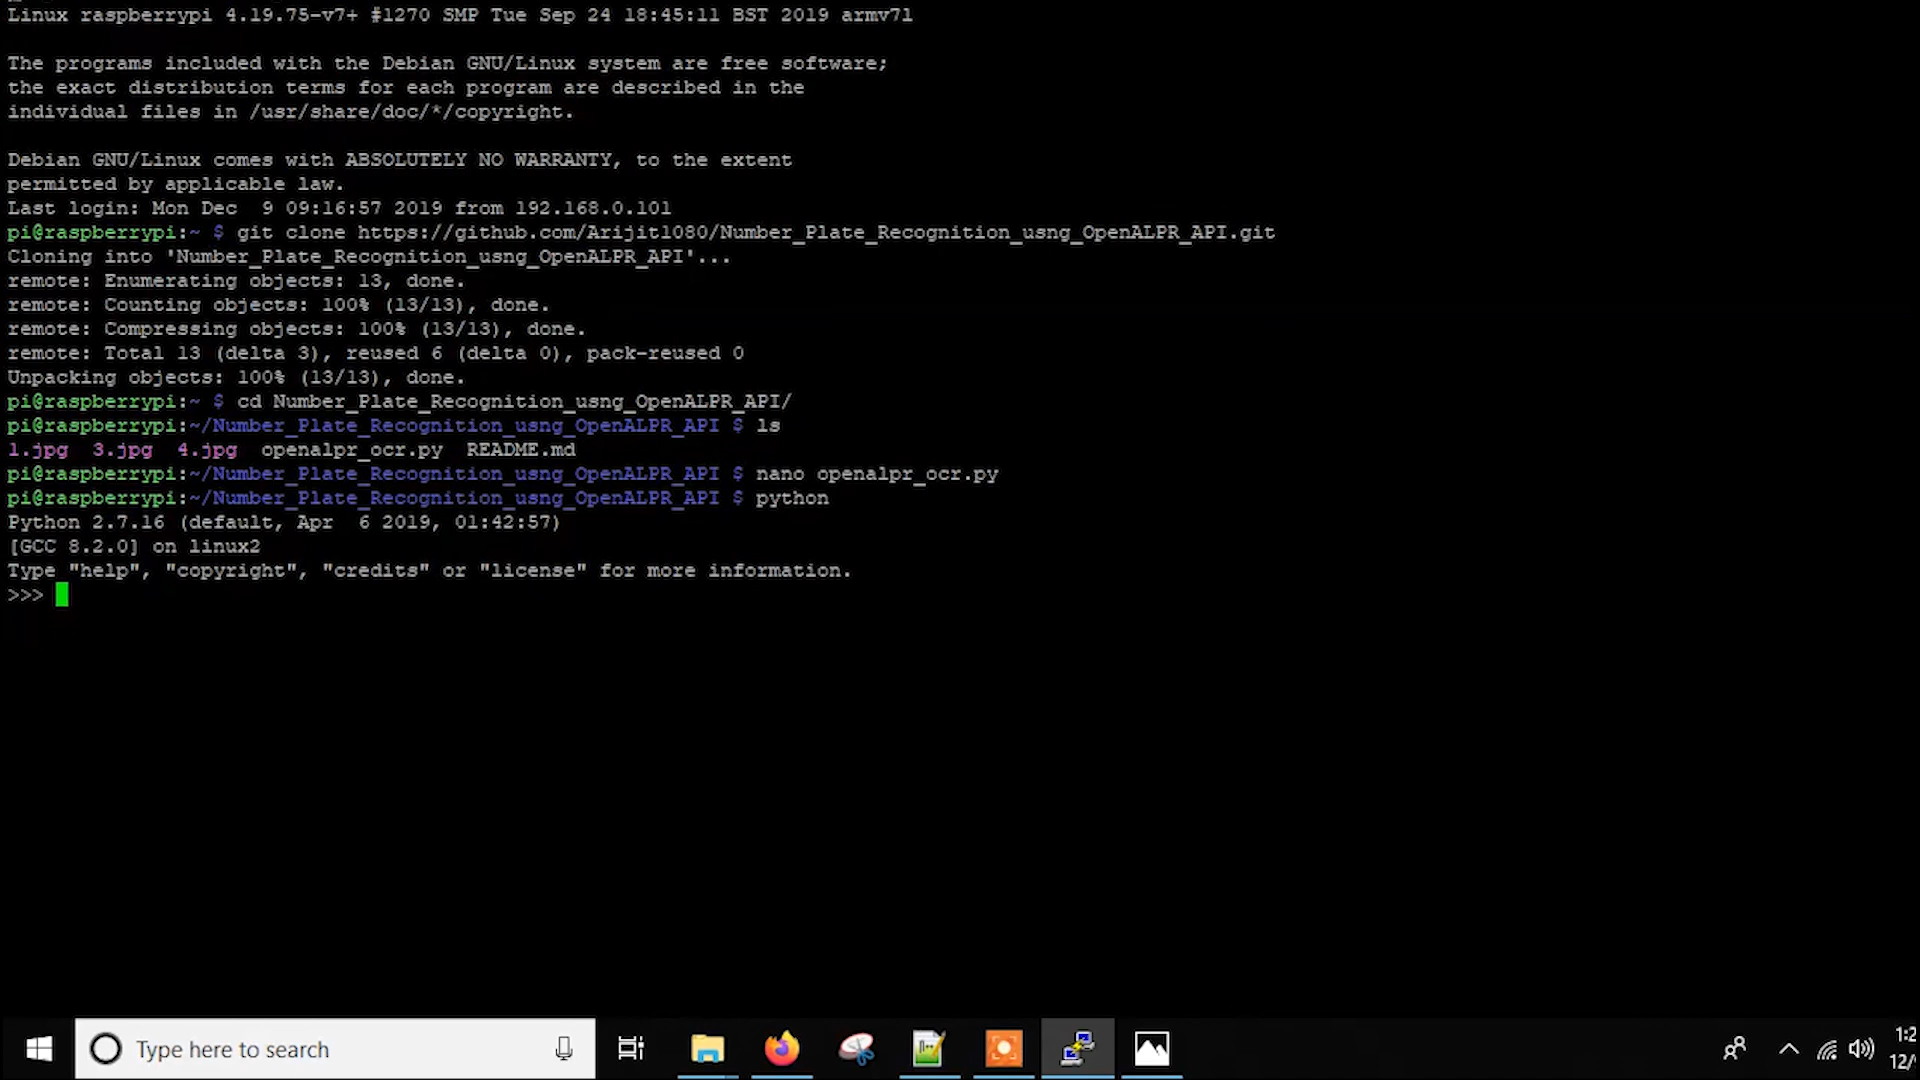 Linux raspberrypi 4.19.75-v7+ #1270 SMP Tue Sep 24 18:45:11 BST 2019 armv7l
The programs included with the Debian GNU/Linux system are free software;
the exact distribution terms for each program are described in the
individual files in /usr/share/doc/*/copyright.
Debian GNU/Linux comes with ABSOLUTELY NO WARRANTY, to the extent
permitted by applicable law.
Last login: Mon Dec  9 09:16:57 2019 from 192.168.0.101
pi@raspberrypi:~ $ git clone https://github.com/Arijit1080/Number_Plate_Recognition_usng_OpenALPR_API.git
Cloning into 'Number_Plate_Recognition_usng_OpenALPR_API'...
remote: Enumerating objects: 13, done.
remote: Counting objects: 100% (13/13), done.
remote: Compressing objects: 100% (13/13), done.
remote: Total 13 (delta 3), reused 6 (delta 0), pack-reused 0
Unpacking objects: 100% (13/13), done.
pi@raspberrypi:~ $ cd Number_Plate_Recognition_usng_OpenALPR_API/
pi@raspberrypi:~/Number_Plate_Recognition_usng_OpenALPR_API $ ls
1.jpg  3.jpg  4.jpg  openalpr_ocr.py  README.md
pi@raspberrypi:~/Number_Plate_Recognition_usng_OpenALPR_API $ nano openalpr_ocr.py
pi@raspberrypi:~/Number_Plate_Recognition_usng_OpenALPR_API $ python
Python 2.7.16 (default, Apr  6 2019, 01:42:57)
[GCC 8.2.0] on linux2
Type "help", "copyright", "credits" or "license" for more information.
>>>
Type here to search
1:2
12/